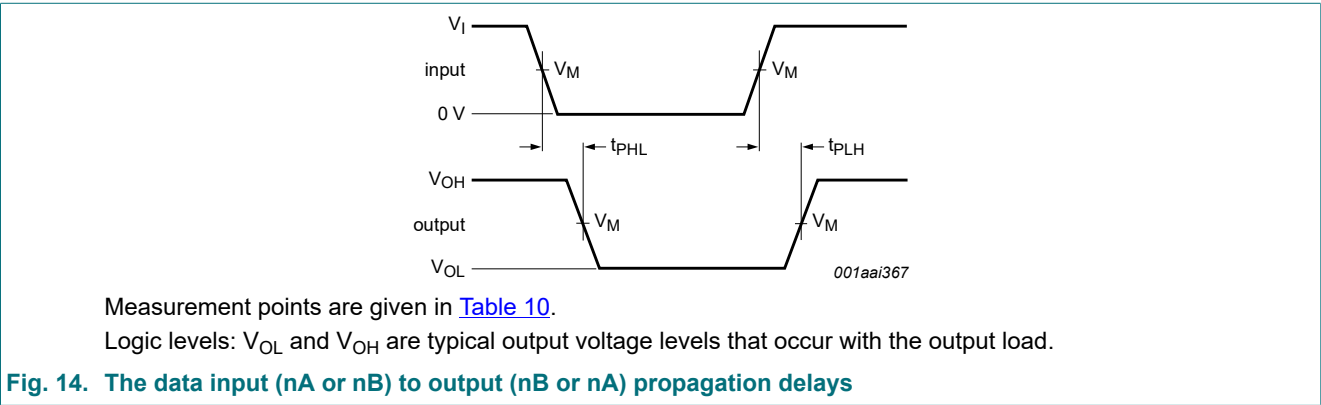 VI
input
VM
VM
0 V
tPHL
tPLH
VOH
output
VM
VM
VOL
001aai367
Measurement points are given in Table 10.
Logic levels: VOL and VOH are typical output voltage levels that occur with the output load.
Fig. 14. The data input (nA or nB) to output (nB or nA) propagation delays